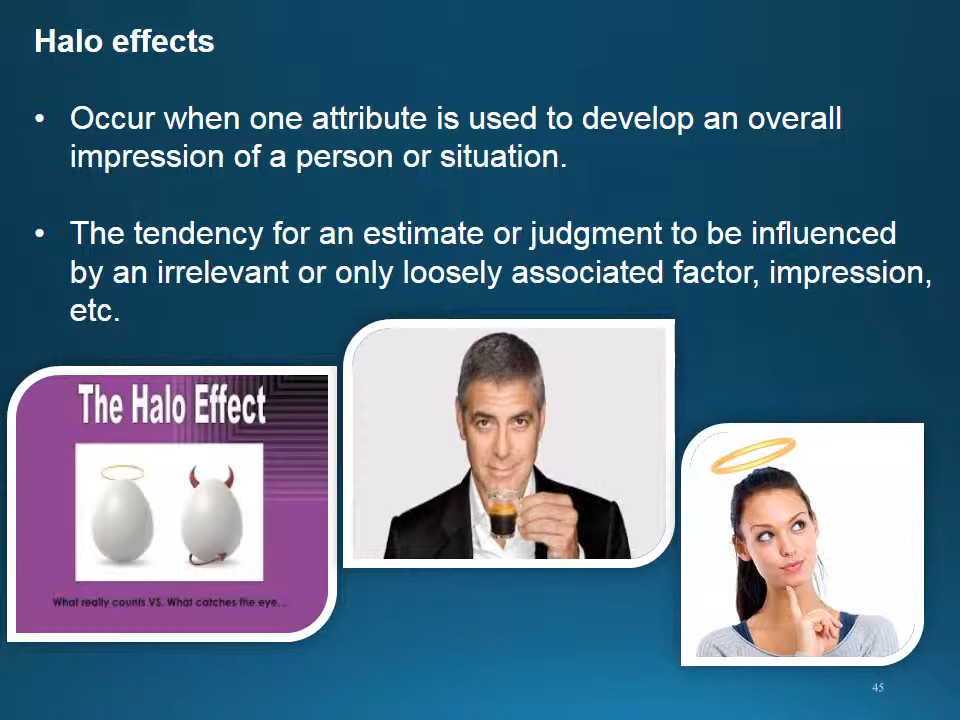 Halo effects
• Occur when one attribute is used to develop an overall
impression of a person or situation.
• The tendency for an estimate or judgment to be influenced
by an irrelevant or only loosely associated factor, impression,
etc.
The Halo Effect
What really counts VS. What catches the eye...
45